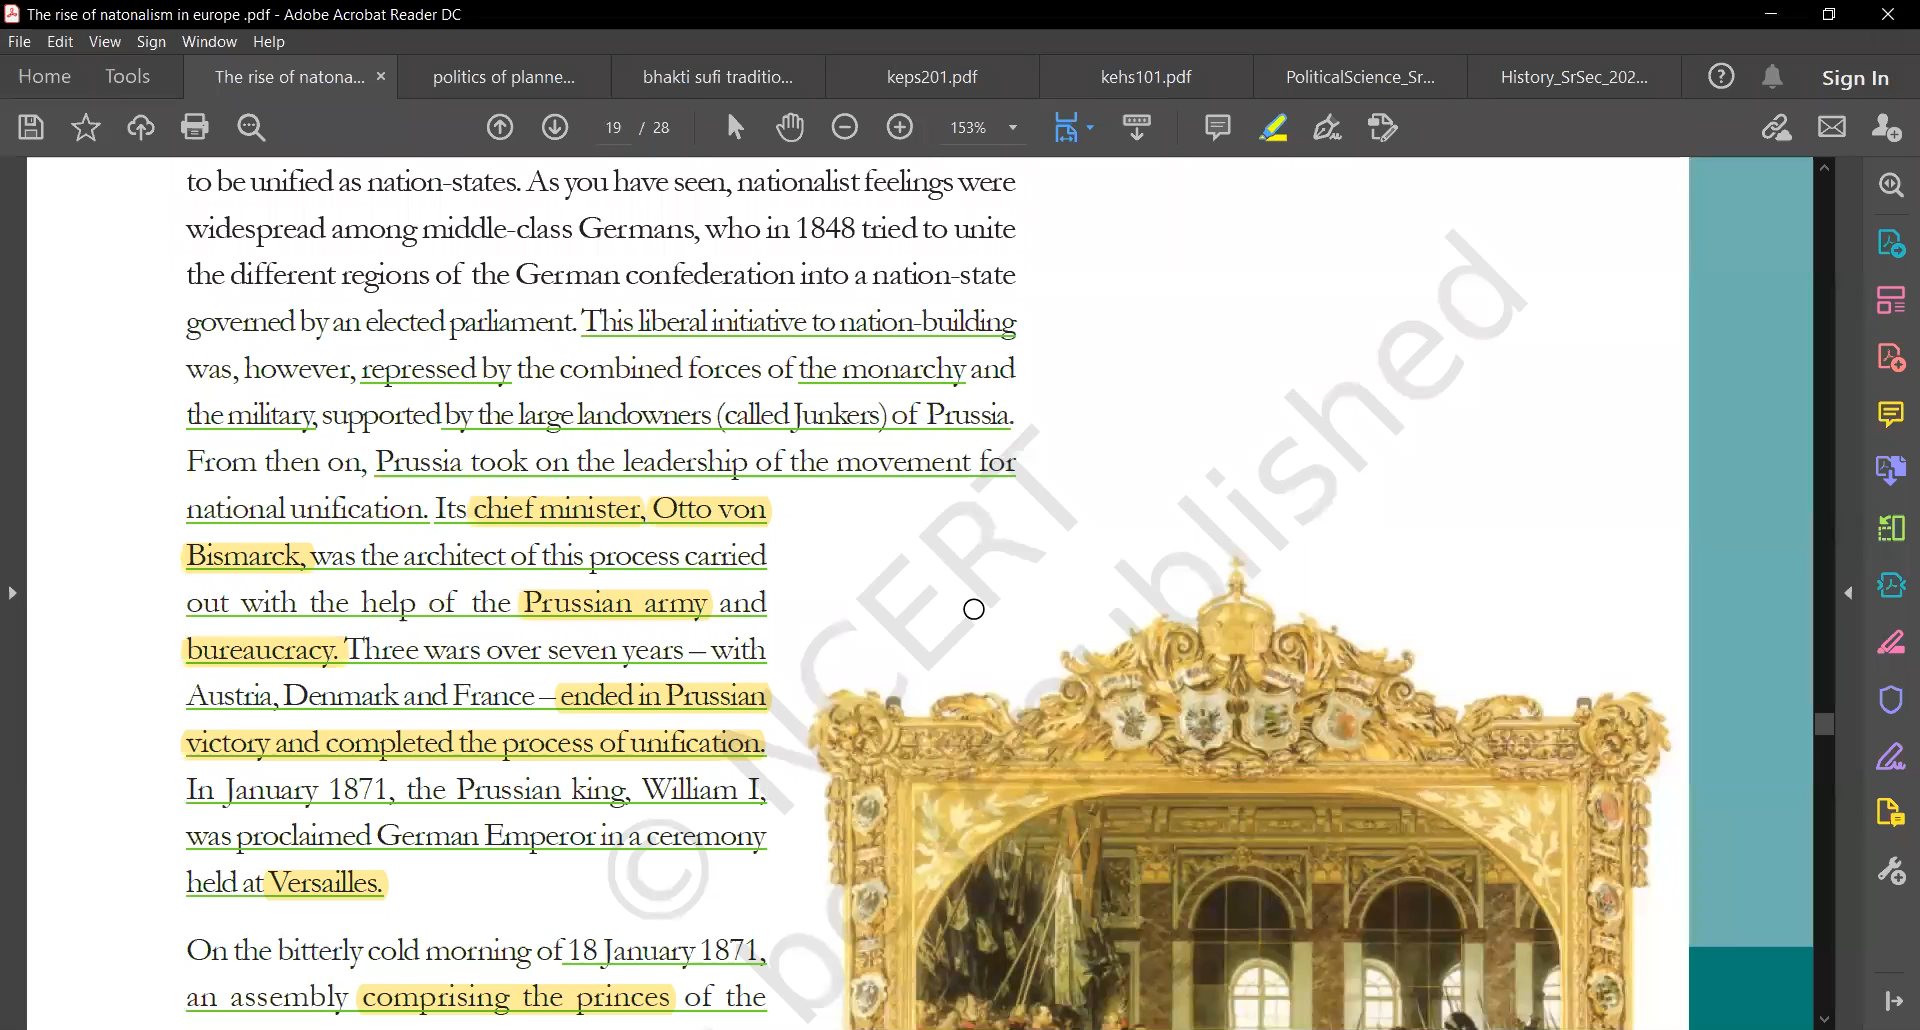 The rise of natonalism in europe .pdf - Adobe Acrobat Reader DC
File Edit View Sign Window Help
Home Tools The rise of natona... × politics of planne... bhakti sufi traditio... keps201.pdf kehs101.pdf PoliticalScience_Sr... History_SrSec_202... Sign In
19 / 28 153%
to be unified as nation-states. As you have seen, nationalist feelings were
widespread among middle-class Germans, who in 1848 tried to unite
the different regions of the German confederation into a nation-state
governed by an elected parliament. This liberal initiative to nation-building
was, however, repressed by the combined forces of the monarchy and
the military, supported by the large landowners (called Junkers) of Prussia.
From then on, Prussia took on the leadership of the movement for
national unification. Its chief minister, Otto von
Bismarck, was the architect of this process carried
out with the help of the Prussian army and
bureaucracy. Three wars over seven years – with
Austria, Denmark and France – ended in Prussian
victory and completed the process of unification.
In January 1871, the Prussian king, William I,
was proclaimed German Emperor in a ceremony
held at Versailles.
On the bitterly cold morning of 18 January 1871,
an assembly comprising the princes of the
© NCERT
published